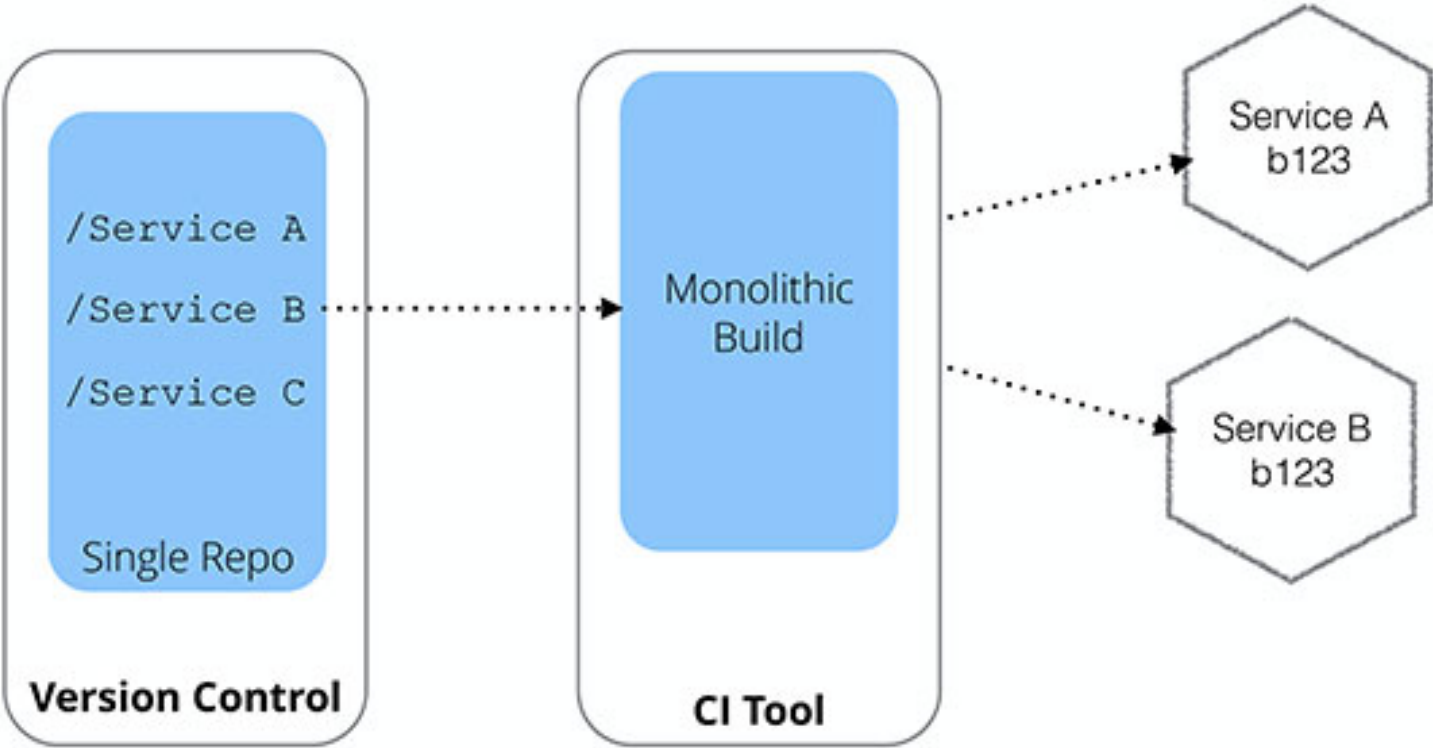 /Service A
/Service B
/Service C
Single Repo
Version Control
Monolithic
Build
CI Tool
Service A
b123
Service B
b123